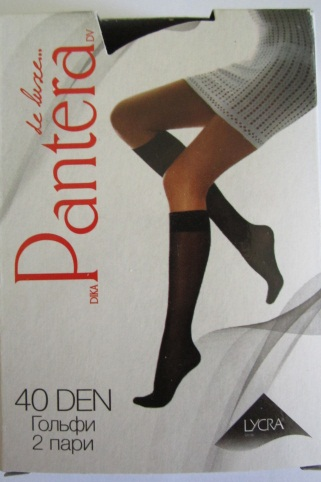 de luxe...
DIKA Pantera DV
40 DEN
Гольфи
2 пари
LYCRA®